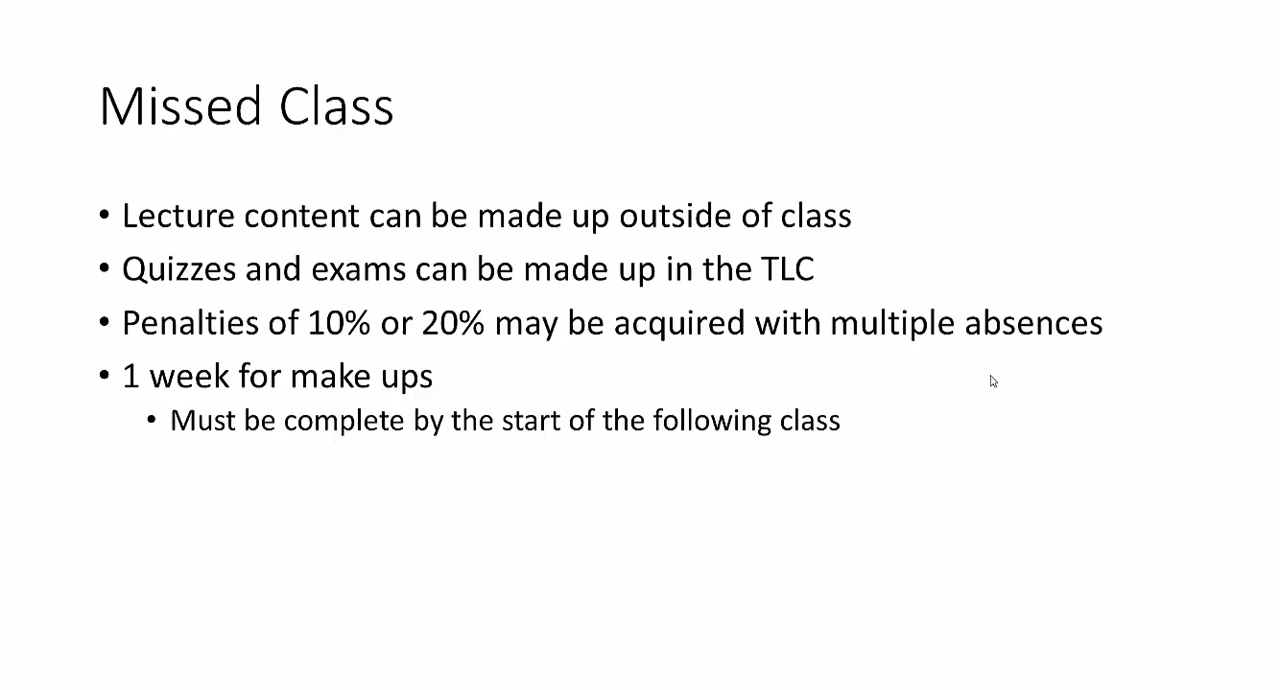 Missed Class
• Lecture content can be made up outside of class
• Quizzes and exams can be made up in the TLC
• Penalties of 10% or 20% may be acquired with multiple absences
• 1 week for make ups
• Must be complete by the start of the following class